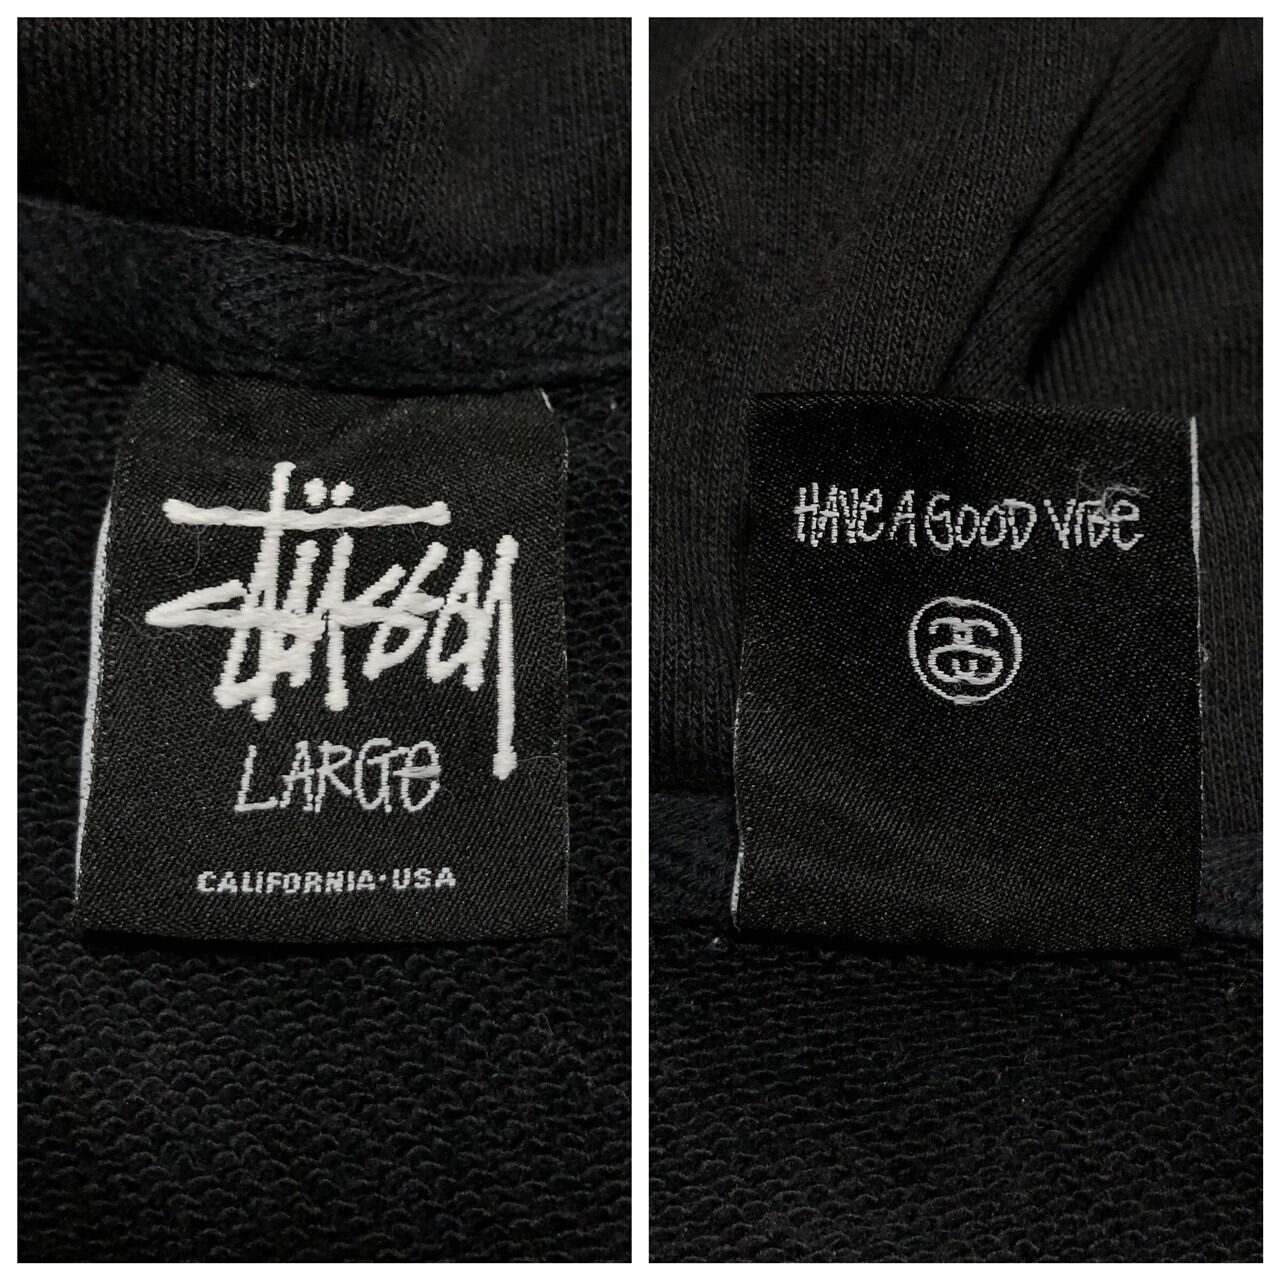 Stüssy
LARGe
CALIFORNIA·USA
HAVe A GOOD VIBe